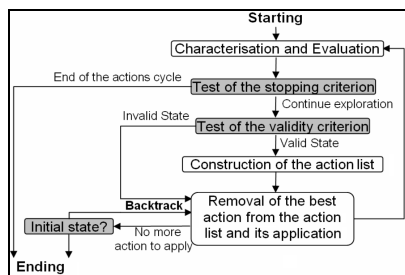 Starting
Characterisation and Evaluation
End of the actions cycle
Test of the stopping criterion
Continue exploration
Invalid State
Test of the validity criterion
Valid State
Construction of the action list
Backtrack
Removal of the best
action from the action
list and its application
Initial state?
No more
action to apply
Ending